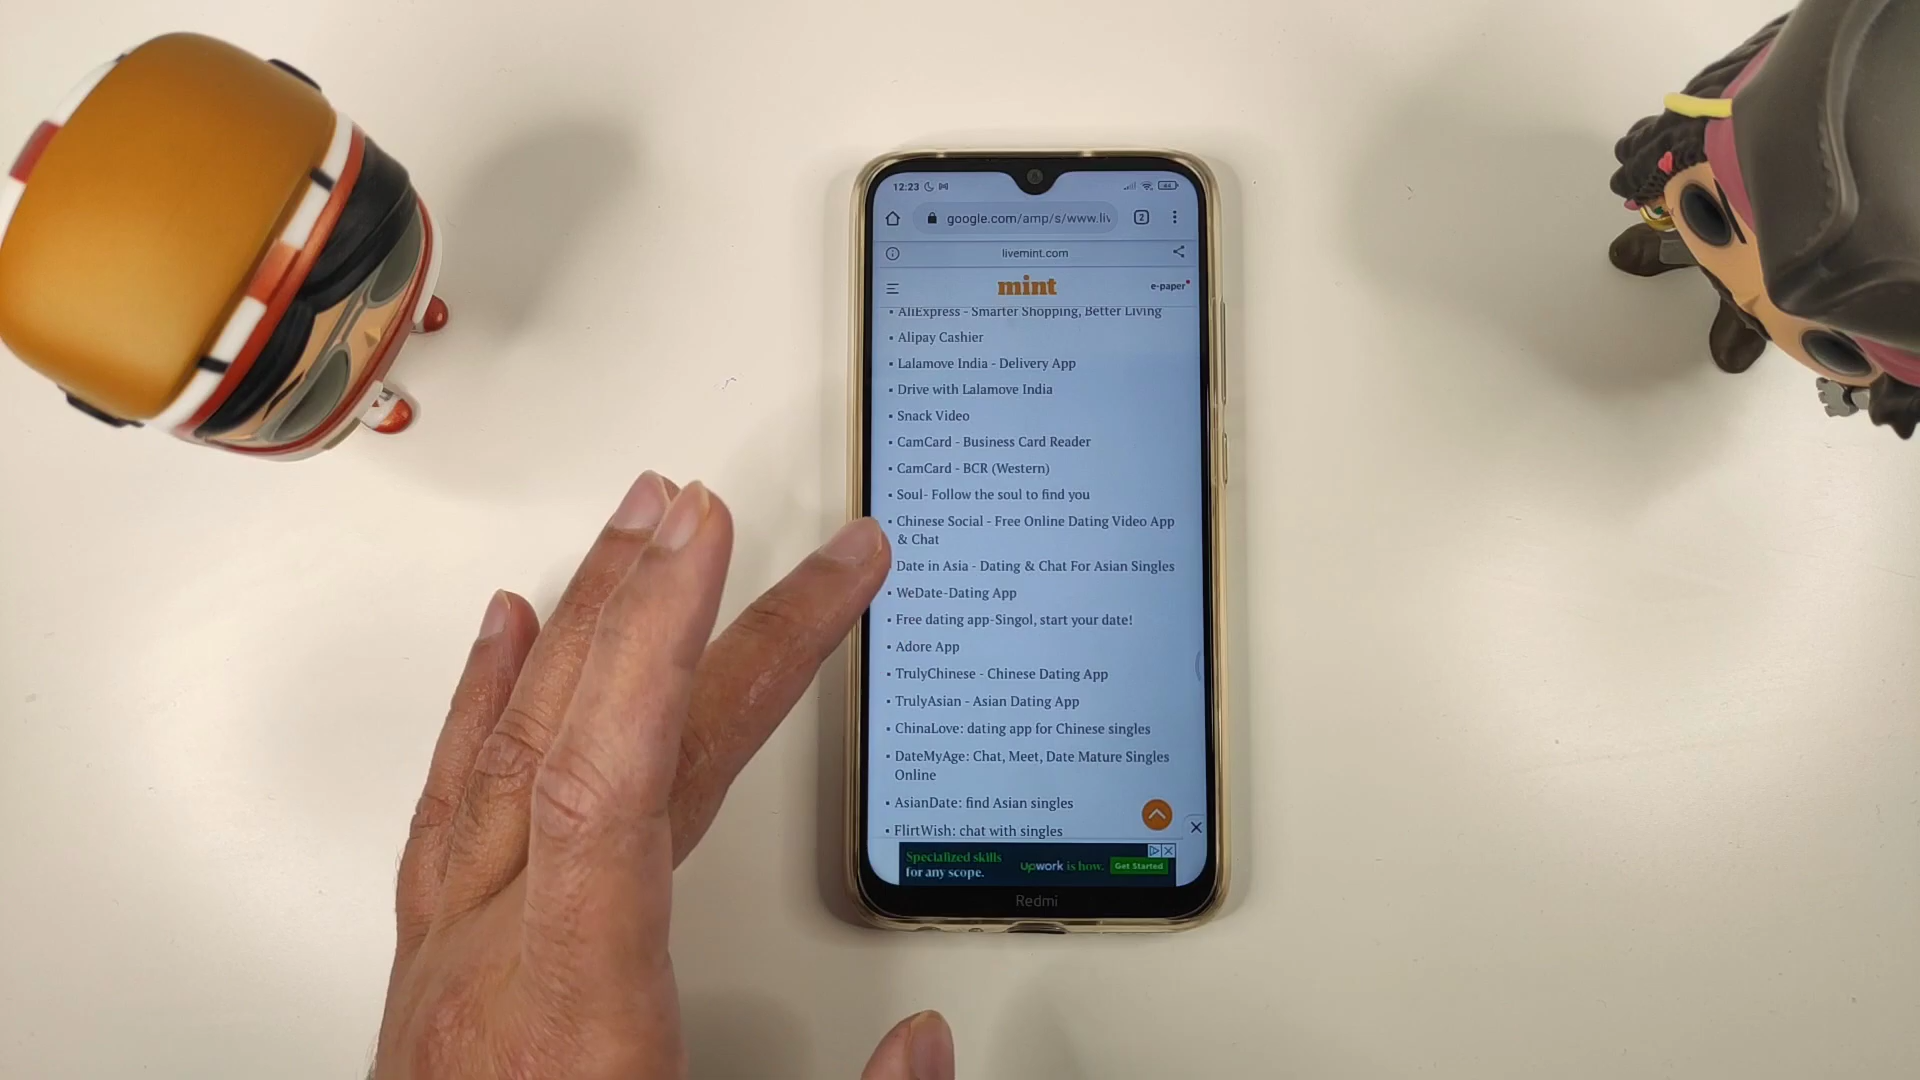 12:23
44
google.com/amp/s/www.liv
2
livemint.com
mint
e-paper
• AliExpress - Smarter Shopping, Better Living
• Alipay Cashier
• Lalamove India - Delivery App
• Drive with Lalamove India
• Snack Video
• CamCard - Business Card Reader
• CamCard - BCR (Western)
• Soul- Follow the soul to find you
• Chinese Social - Free Online Dating Video App
& Chat
Date in Asia - Dating & Chat For Asian Singles
• WeDate-Dating App
• Free dating app-Singol, start your date!
• Adore App
• TrulyChinese - Chinese Dating App
• TrulyAsian - Asian Dating App
• ChinaLove: dating app for Chinese singles
• DateMyAge: Chat, Meet, Date Mature Singles
Online
• AsianDate: find Asian singles
• FlirtWish: chat with singles
Specialized skills
for any scope.
Upwork is how.
Get Started
Redmi